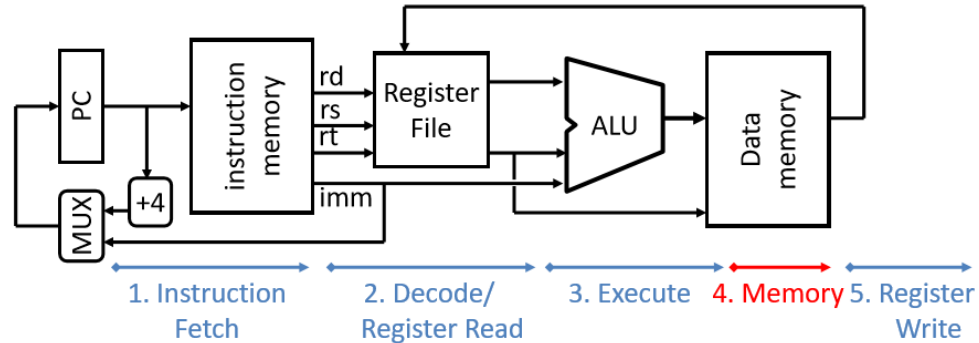 PC
instruction
memory
rd
rs
rt
imm
Register
File
ALU
Data
memory
+4
MUX
1. Instruction
Fetch
2. Decode/
Register Read
3. Execute
4. Memory
5. Register
Write